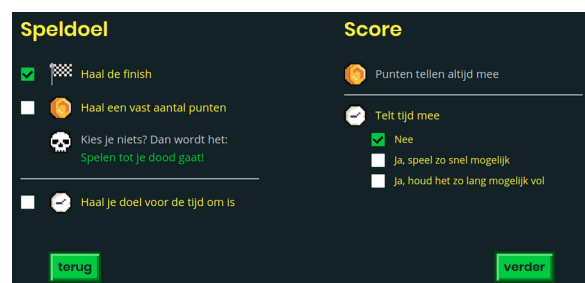 Speldoel
Haal de finish
Haal een vast aantal punten
Kies je niets? Dan wordt het:
Spelen tot je dood gaat!
Haal je doel voor de tijd om is
terug
Score
Punten tellen altijd mee
Telt tijd mee
Nee
Ja, speel zo snel mogelijk
Ja, houd het zo lang mogelijk vol
verder